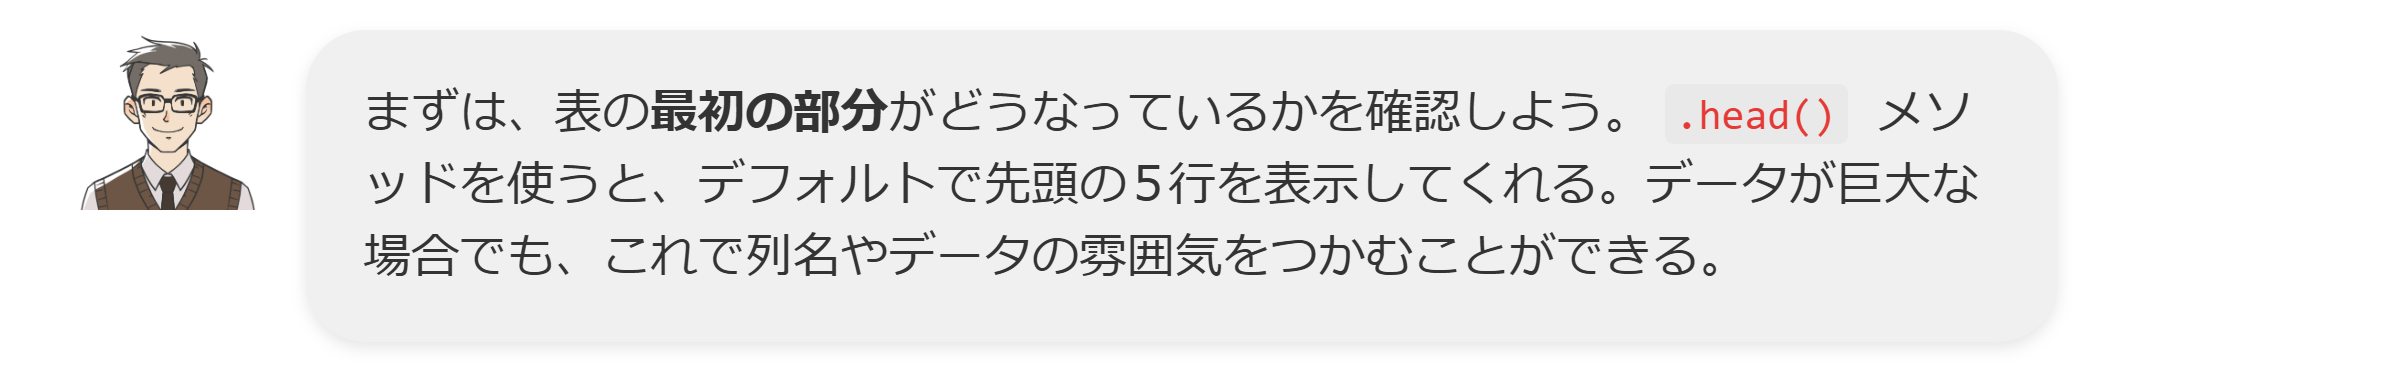 まずは、表の最初の部分がどうなっているかを確認しよう。 .head() メソ
ッドを使うと、デフォルトで先頭の５行を表示してくれる。データが巨大な
場合でも、これで列名やデータの雰囲気をつかむことができる。